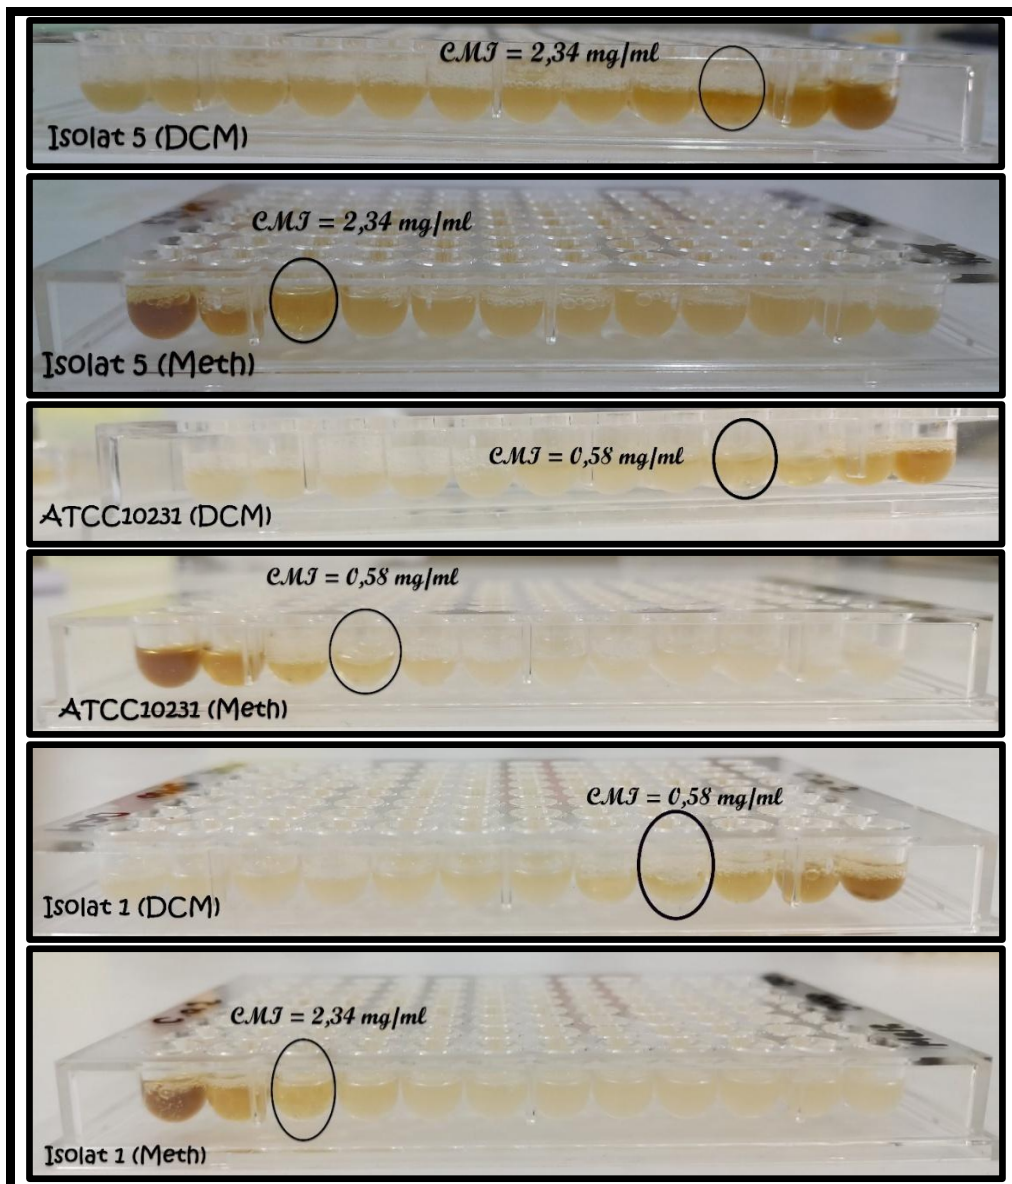 CMI = 2,34 mg/ml
Isolat 5 (DCM)
CMI = 2,34 mg/ml
Isolat 5 (Meth)
CMI = 0,58 mg/ml
ATCC10231 (DCM)
CMI = 0,58 mg/ml
ATCC10231 (Meth)
CMI = 0,58 mg/ml
Isolat 1 (DCM)
CMI = 2,34 mg/ml
Isolat 1 (Meth)